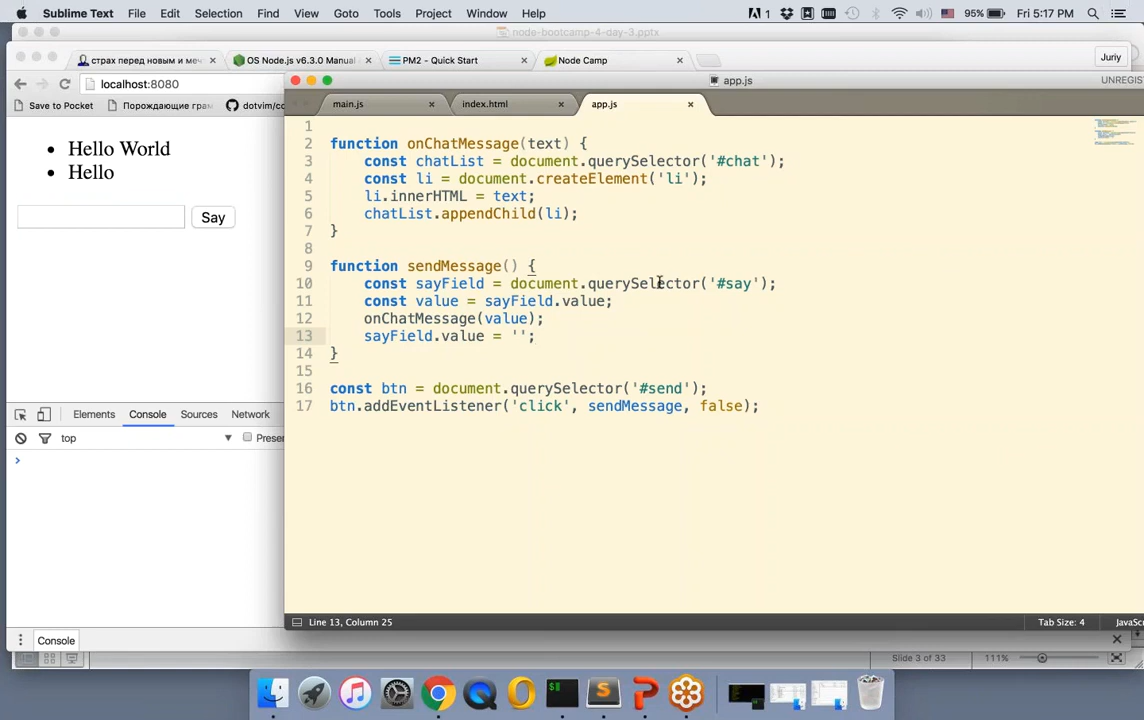 Sublime Text File Edit Selection Find View Goto Tools Project Window Help 1 95% Fri 5:17 PM
node-bootcamp-4-day-3.pptx
страх перед новым и меч × OS Node.js v6.3.0 Manual × PM2 - Quick Start × Node Camp × Juriy
localhost:8080
app.js UNREGIS
Save to Pocket Порождающие грам dotvim/
main.js × index.html × app.js ×
Hello World
Hello
Say
1
2 function onChatMessage(text) {
3 const chatList = document.querySelector('#chat');
4 const li = document.createElement('li');
5 li.innerHTML = text;
6 chatList.appendChild(li);
7 }
8
9 function sendMessage() {
10 const sayField = document.querySelector('#say');
11 const value = sayField.value;
12 onChatMessage(value);
13 sayField.value = '';
14 }
15
16 const btn = document.querySelector('#send');
17 btn.addEventListener('click', sendMessage, false);
Elements Console Sources Network
top Preser
>
Line 13, Column 25 Tab Size: 4 JavaScr
Console ×
Slide 3 of 33 111%